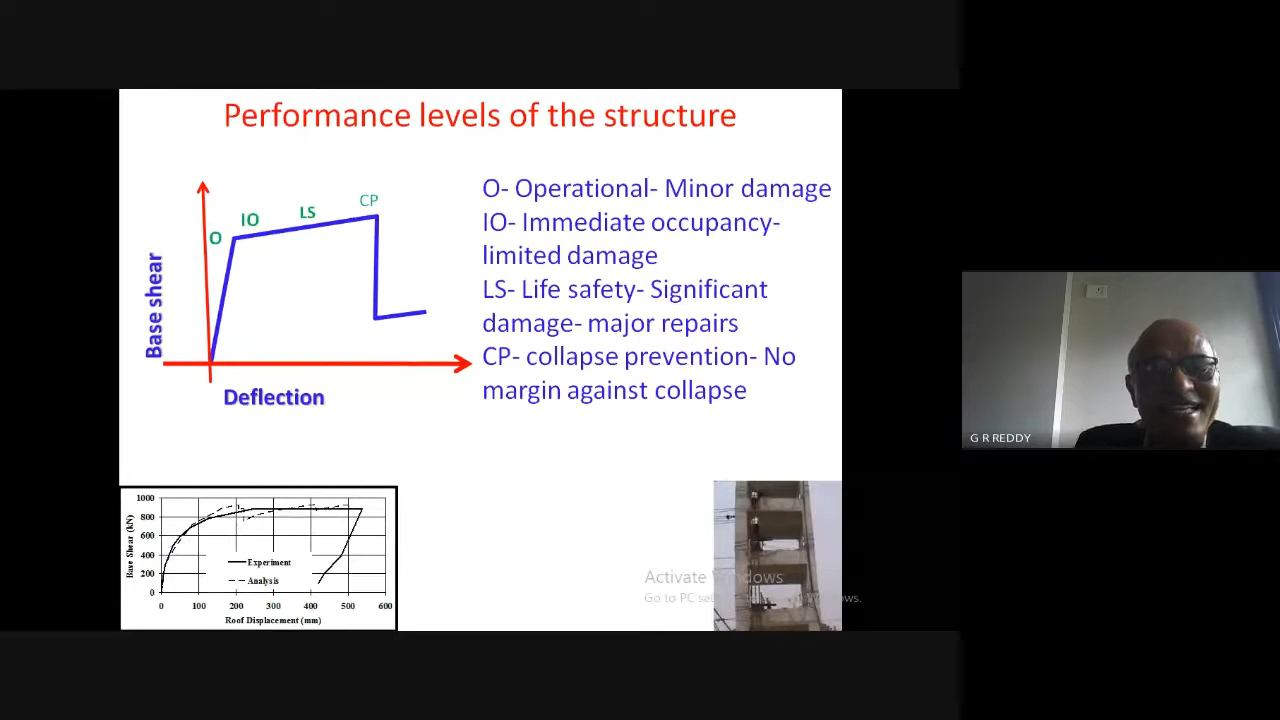 Performance levels of the structure
CP
IO
LS
O
Base shear
Deflection
O- Operational- Minor damage
IO- Immediate occupancy-
limited damage
LS- Life safety- Significant
damage- major repairs
CP- collapse prevention- No
margin against collapse
G R REDDY
1000
800
600
400
200
0
Base Shear (kN)
Experiment
Analysis
0 100 200 300 400 500 600
Roof Displacement (mm)
Activate Windows
Go to PC